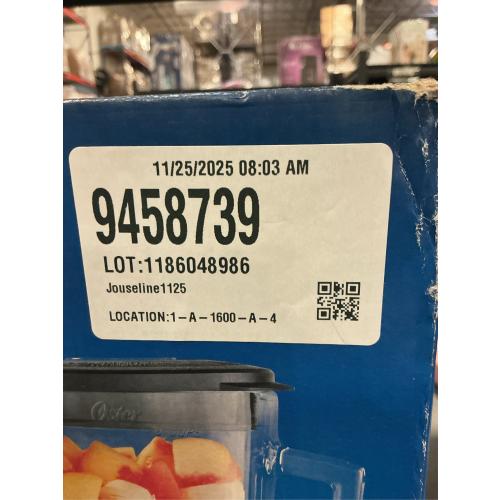 11/25/2025 08:03 AM
9458739
LOT:1186048986
Jouseline1125
LOCATION:1-A-1600-A-4
Oster